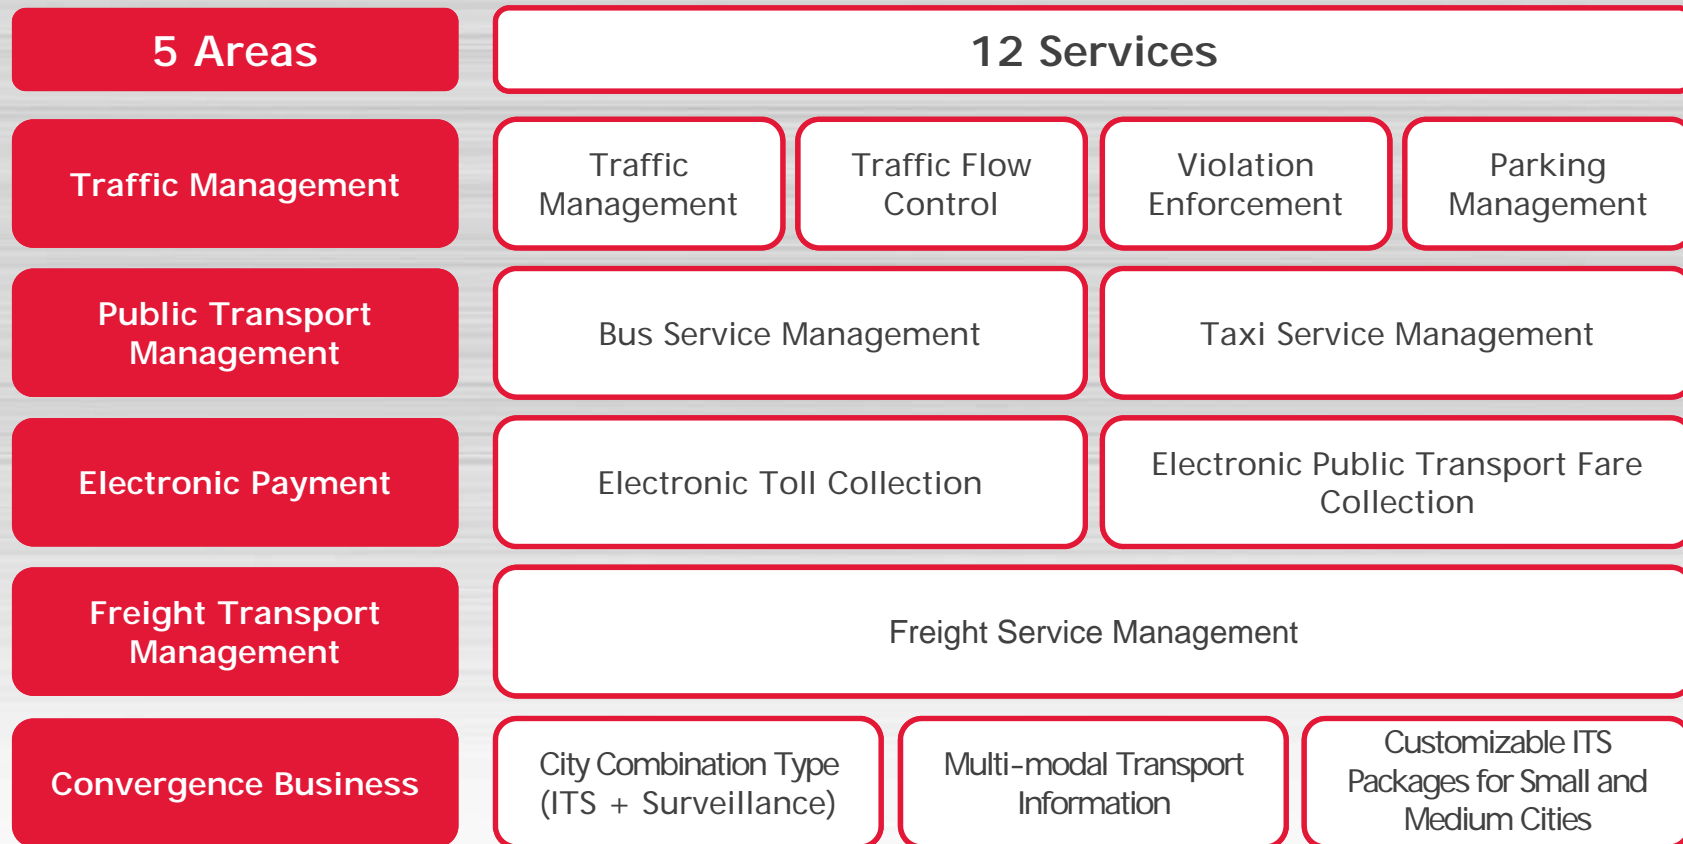 5 Areas
12 Services
Traffic Management
Traffic
Management
Traffic Flow
Control
Violation
Enforcement
Parking
Management
Public Transport
Management
Bus Service Management
Taxi Service Management
Electronic Payment
Electronic Toll Collection
Electronic Public Transport Fare
Collection
Freight Transport
Management
Freight Service Management
Convergence Business
City Combination Type
(ITS + Surveillance)
Multi-modal Transport
Information
Customizable ITS
Packages for Small and
Medium Cities